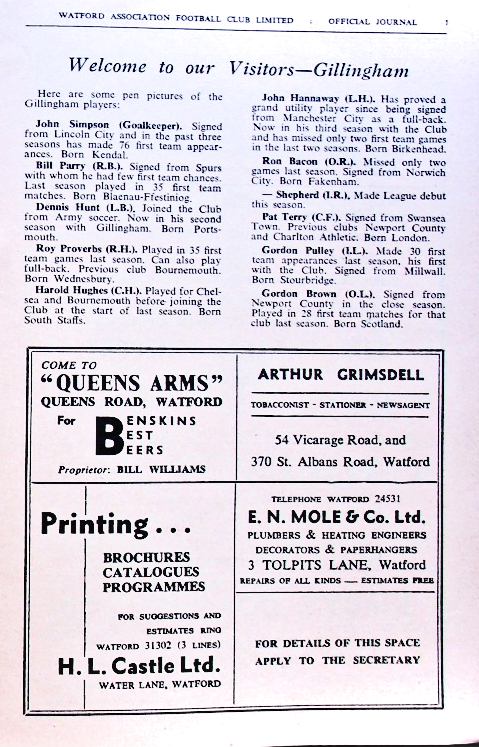 WATFORD ASSOCIATION FOOTBALL CLUB LIMITED : OFFICIAL JOURNAL
Welcome to our Visitors—Gillingham
Here are some pen pictures of the
Gillingham players:
John Simpson (Goalkeeper). Signed
from Lincoln City and in the past three
seasons has made 76 first team appear-
ances. Born Kendal.
Bill Parry (R.B.). Signed from Spurs
with whom he had few first team chances.
Last season played in 35 first team
matches. Born Blaenau-Ffestiniog.
Dennis Hunt (L.B.). Joined the Club
from Army soccer. Now in his second
season with Gillingham. Born Ports-
mouth.
Roy Proverbs (R.H.). Played in 35 first
team games last season. Can also play
full-back. Previous club Bournemouth.
Born Wednesbury.
Harold Hughes (C.H.). Played for Chel-
sea and Bournemouth before joining the
Club at the start of last season. Born
South Staffs.
John Hannaway (L.H.). Has proved a
grand utility player since being signed
from Manchester City as a full-back.
Now in his third season with the Club
and has missed only two first team games
in the last two seasons. Born Birkenhead.
Ron Bacon (O.R.). Missed only two
games last season. Signed from Norwich
City. Born Fakenham.
— Shepherd (I.R.), Made League debut
this season.
Pat Terry (C.F.). Signed from Swansea
Town. Previous clubs Newport County
and Charlton Athletic. Born London.
Gordon Pulley (I.L.). Made 30 first
team appearances last season, his first
with the Club. Signed from Millwall.
Born Stourbridge.
Gordon Brown (O.L.). Signed from
Newport County in the close season.
Played in 28 first team matches for that
club last season. Born Scotland.
COME TO
"QUEENS ARMS"
QUEENS ROAD, WATFORD
For BENSKINS
BEST
BEERS
Proprietor: BILL WILLIAMS
ARTHUR GRIMSDELL
TOBACCONIST - STATIONER - NEWSAGENT
54 Vicarage Road, and
370 St. Albans Road, Watford
Printing...
BROCHURES
CATALOGUES
PROGRAMMES
FOR SUGGESTIONS AND
ESTIMATES RING
WATFORD 31302 (3 LINES)
H. L. Castle Ltd.
WATER LANE, WATFORD
TELEPHONE WATFORD 24531
E. N. MOLE & Co. Ltd.
PLUMBERS & HEATING ENGINEERS
DECORATORS & PAPERHANGERS
3 TOLPITS LANE, Watford
REPAIRS OF ALL KINDS — ESTIMATES FREE
FOR DETAILS OF THIS SPACE
APPLY TO THE SECRETARY